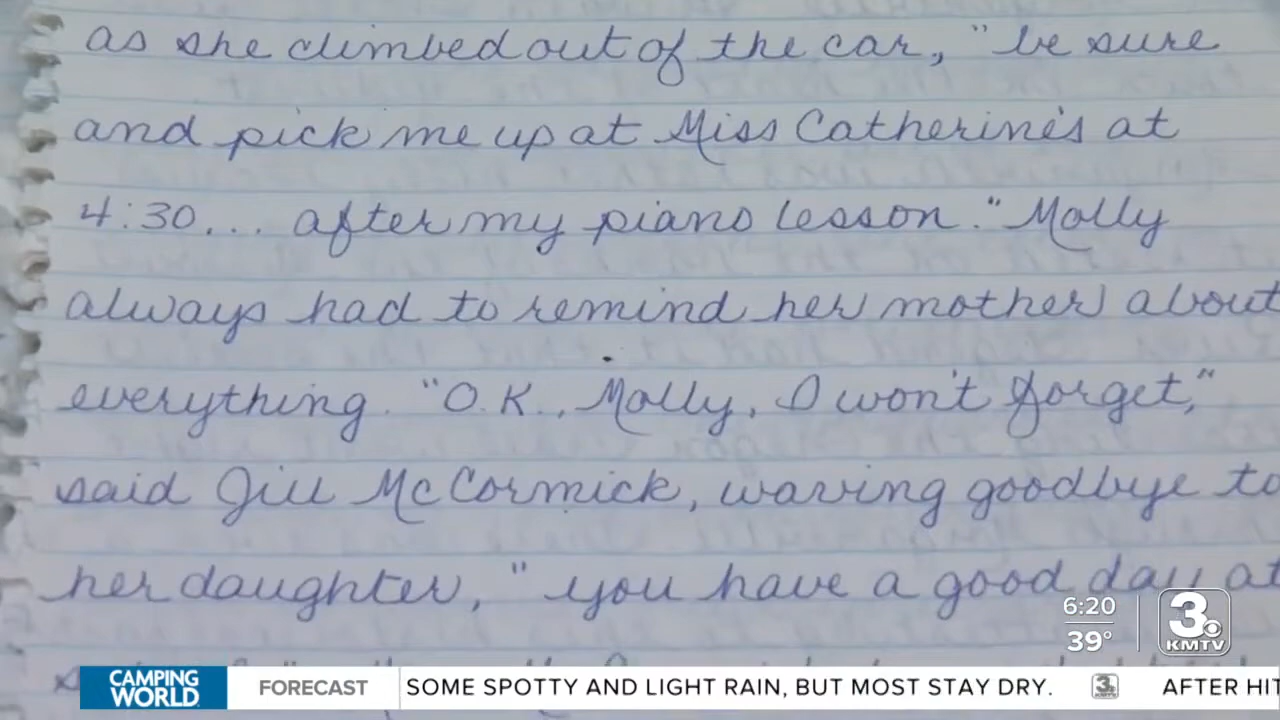 as she climbed out of the car, "be sure
and pick me up at Miss Catherine's at
4:30... after my piano lesson." Molly
always had to remind her mother about
everything. "O.K., Molly, I won't forget,"
said Jill McCormick, waving goodbye to
her daughter, "you have a good day at
6:20
39°
3
KMTV
CAMPING WORLD
FORECAST
SOME SPOTTY AND LIGHT RAIN, BUT MOST STAY DRY.
3
AFTER HIT